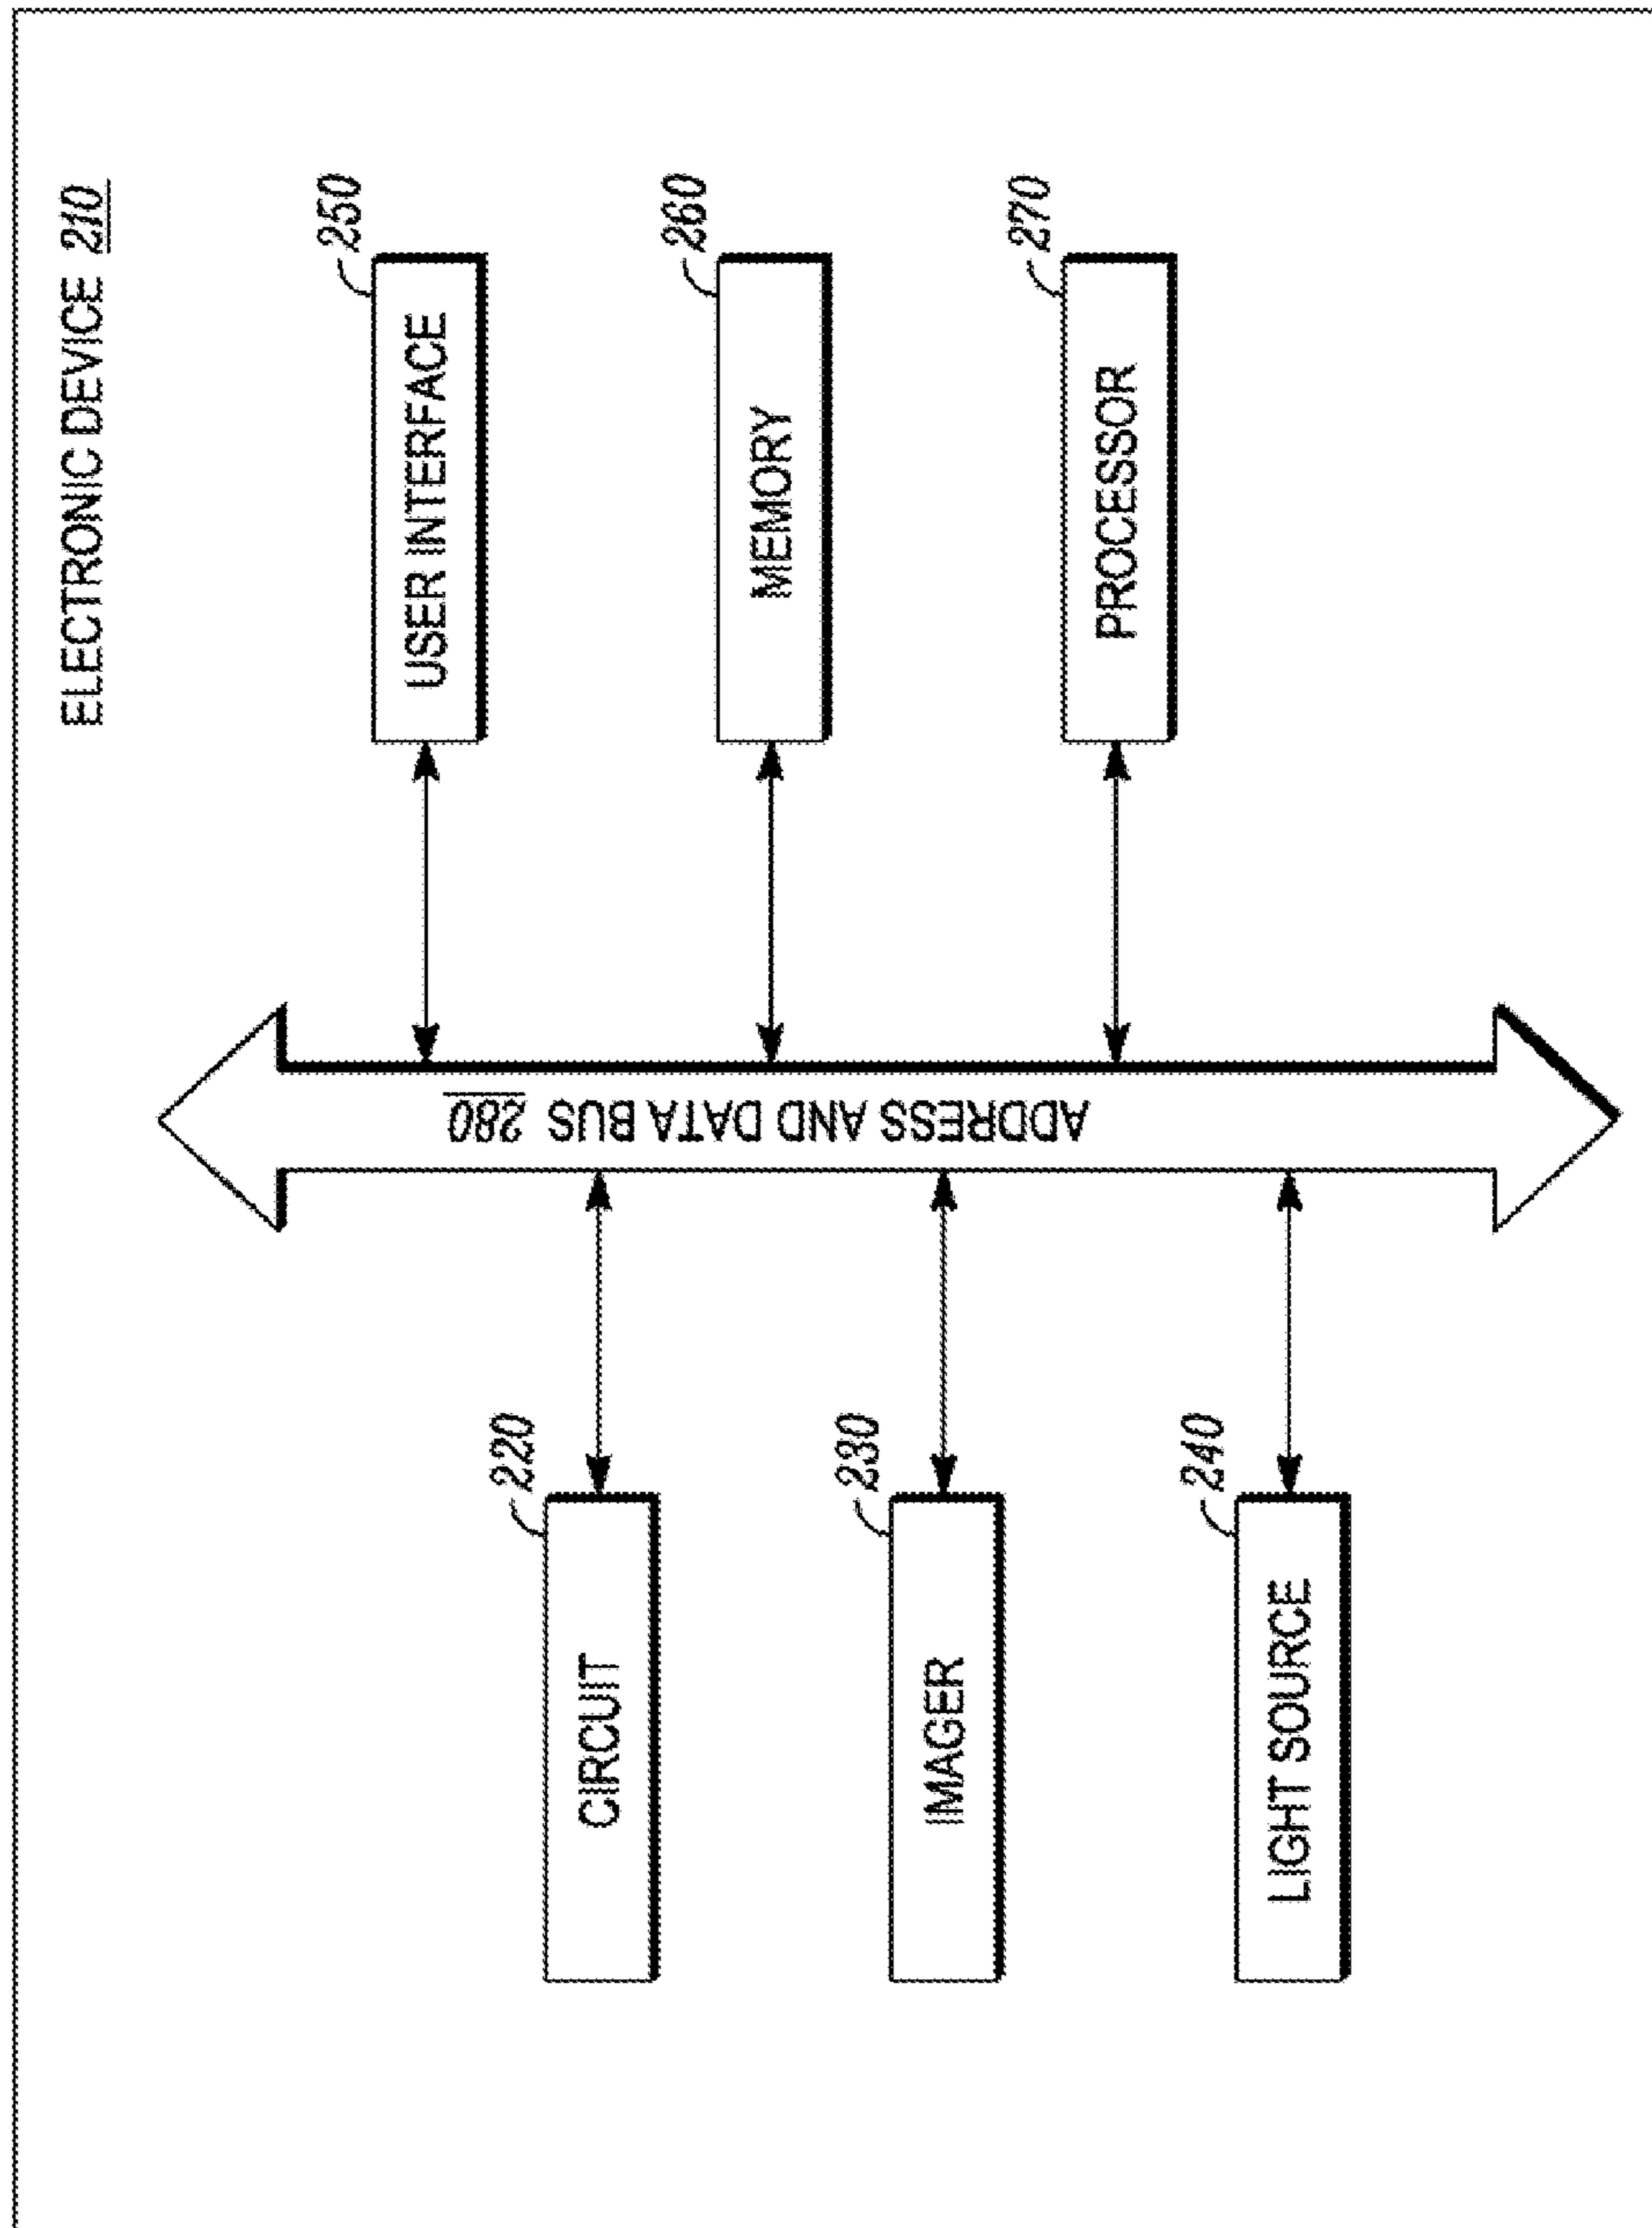 ELECTRONIC DEVICE 210
250
USER INTERFACE
260
MEMORY
270
PROCESSOR
ADDRESS AND DATA BUS 280
220
CIRCUIT
230
IMAGER
240
LIGHT SOURCE